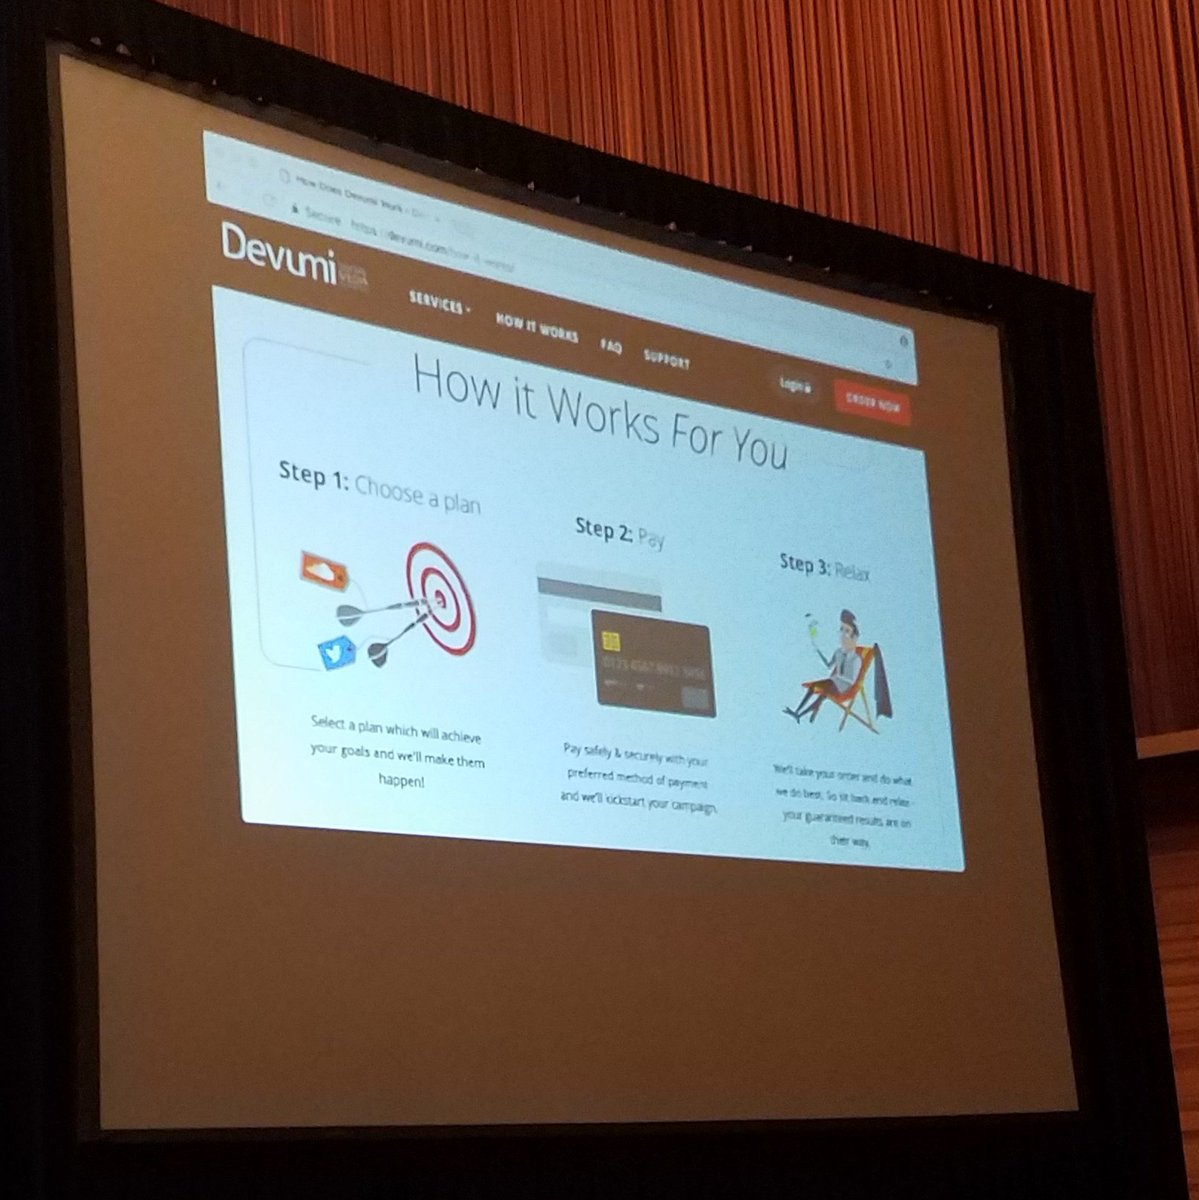 How Does Devumi Work - De
Secure https://devumi.com/how-it-works/
Devumi
SERVICES
HOW IT WORKS
FAQ
SUPPORT
Login
ORDER NOW
How it Works For You
Step 1: Choose a plan
Select a plan which will achieve
your goals and we'll make them
happen!
Step 2: Pay
Pay safely & securely with your
preferred method of payment
and we'll kickstart your campaign.
Step 3: Relax
We'll take your order and do what
we do best. So sit back and relax -
your guaranteed results are on
their way.